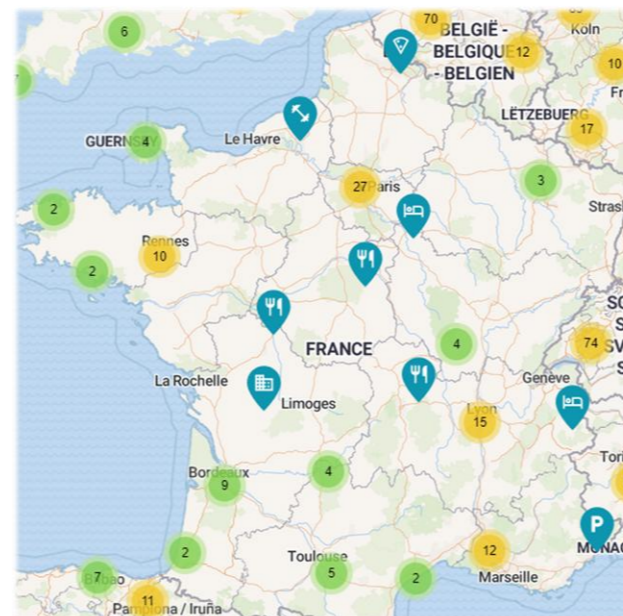 70
6
BELGIË -
BELGIQUE
- BELGIEN
12
Köln
10
LËTZEBUERG
17
GUERNSEY
4
Le Havre
27
Paris
3
2
Rennes
10
2
FRANCE
4
74
Genève
La Rochelle
Limoges
Lyon
15
4
Bordeaux
9
2
Toulouse
5
2
12
Marseille
P
7
Bilbao
11
Pamplona / Iruña